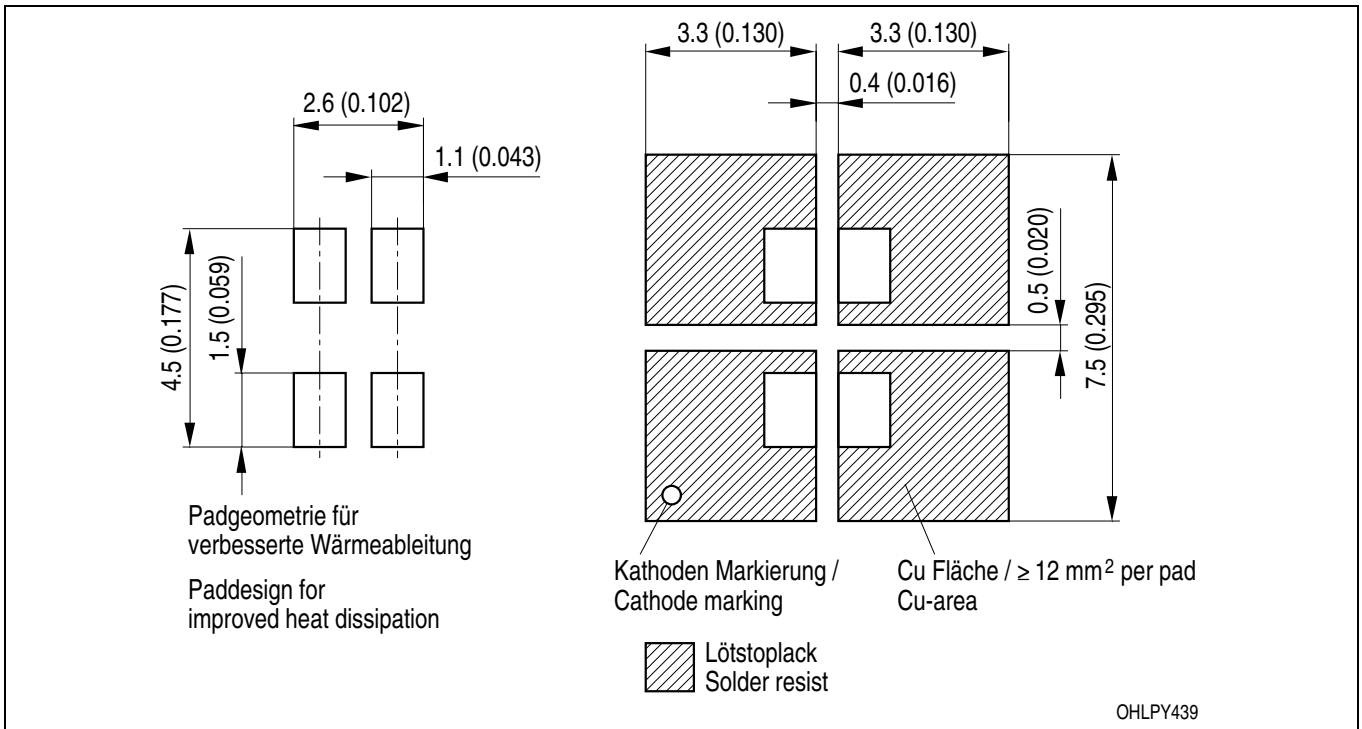 3.3 (0.130)
3.3 (0.130)
0.4 (0.016)
2.6 (0.102)
1.1 (0.043)
4.5 (0.177)
1.5 (0.059)
0.5 (0.020)
7.5 (0.295)
Padgeometrie für
verbesserte Wärmeableitung
Paddesign for
improved heat dissipation
Kathoden Markierung /
Cathode marking
Cu Fläche / ≥ 12 mm² per pad
Cu-area
Lötstoplack
Solder resist
OHLPY439